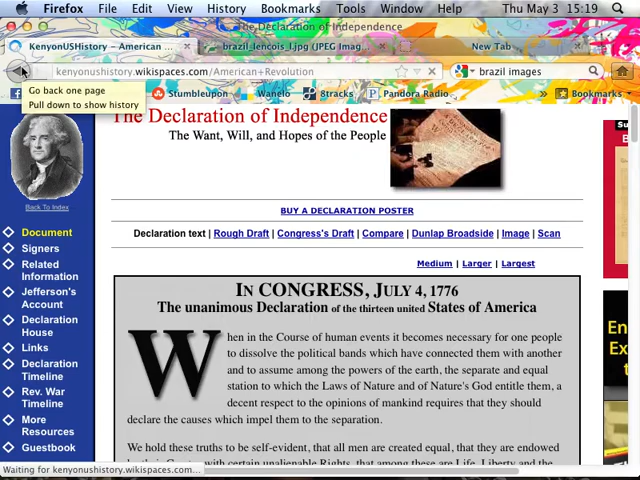 Firefox File Edit View History Bookmarks Tools Window Help Thu May 3 15:19
The Declaration of Independence
KenyonUSHistory – American ...
brazil_lencois_l.jpg (JPEG Imag...
New Tab
kenyonushistory.wikispaces.com/American+Revolution
brazil images
Go back one page
Pull down to show history
Stumbleupon Wanelo 8tracks Pandora Radio Bookmarks
The Declaration of Independence
The Want, Will, and Hopes of the People
Back To Index
BUY A DECLARATION POSTER
Declaration text | Rough Draft | Congress's Draft | Compare | Dunlap Broadside | Image | Scan
Medium | Larger | Largest
Document
Signers
Related
Information
Jefferson's
Account
Declaration
House
Links
Declaration
Timeline
Rev. War
Timeline
More
Resources
Guestbook
IN CONGRESS, JULY 4, 1776
The unanimous Declaration of the thirteen united States of America
When in the Course of human events it becomes necessary for one people
to dissolve the political bands which have connected them with another
and to assume among the powers of the earth, the separate and equal
station to which the Laws of Nature and of Nature's God entitle them, a
decent respect to the opinions of mankind requires that they should
declare the causes which impel them to the separation.
We hold these truths to be self-evident, that all men are created equal, that they are endowed
Waiting for kenyonushistory.wikispaces.com...